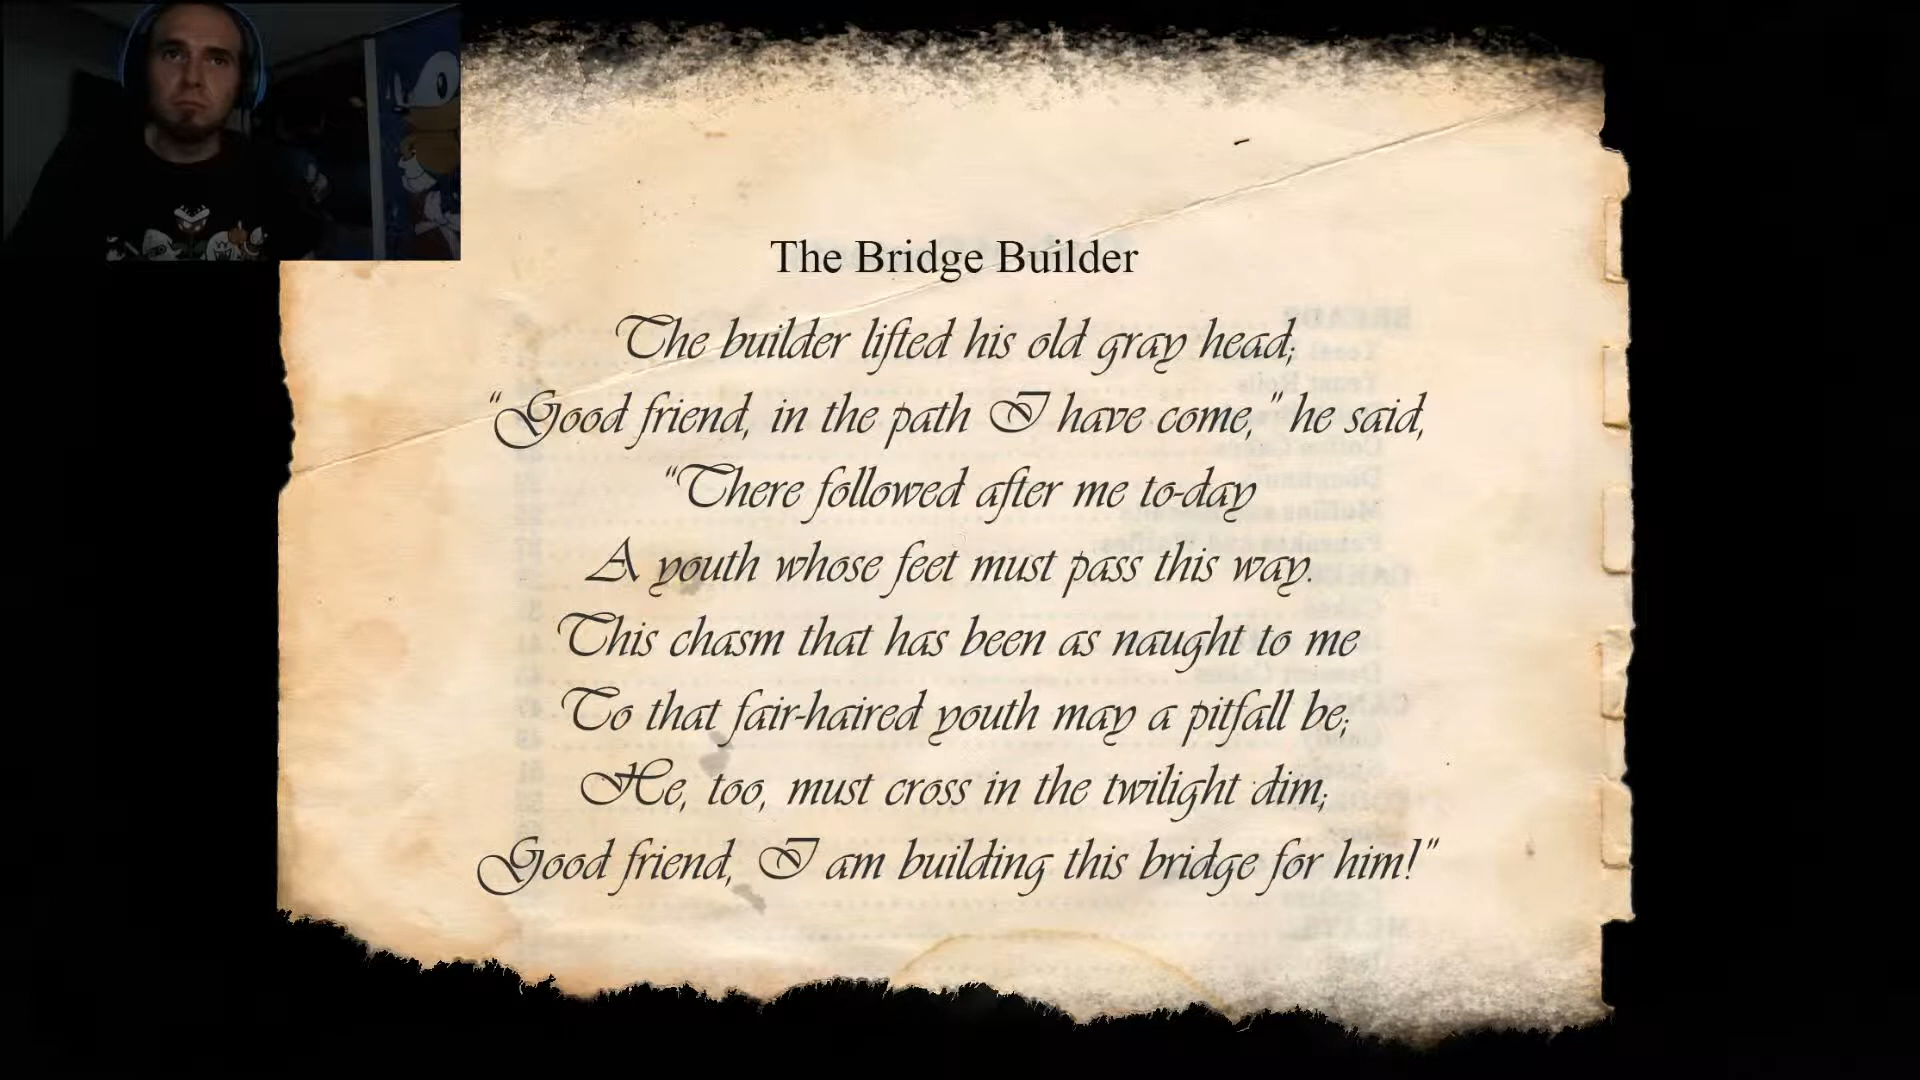 The Bridge Builder
The builder lifted his old gray head;
“Good friend, in the path I have come,” he said,
“There followed after me to-day
A youth whose feet must pass this way.
This chasm that has been as naught to me
To that fair-haired youth may a pitfall be;
He, too, must cross in the twilight dim;
Good friend, I am building this bridge for him!”